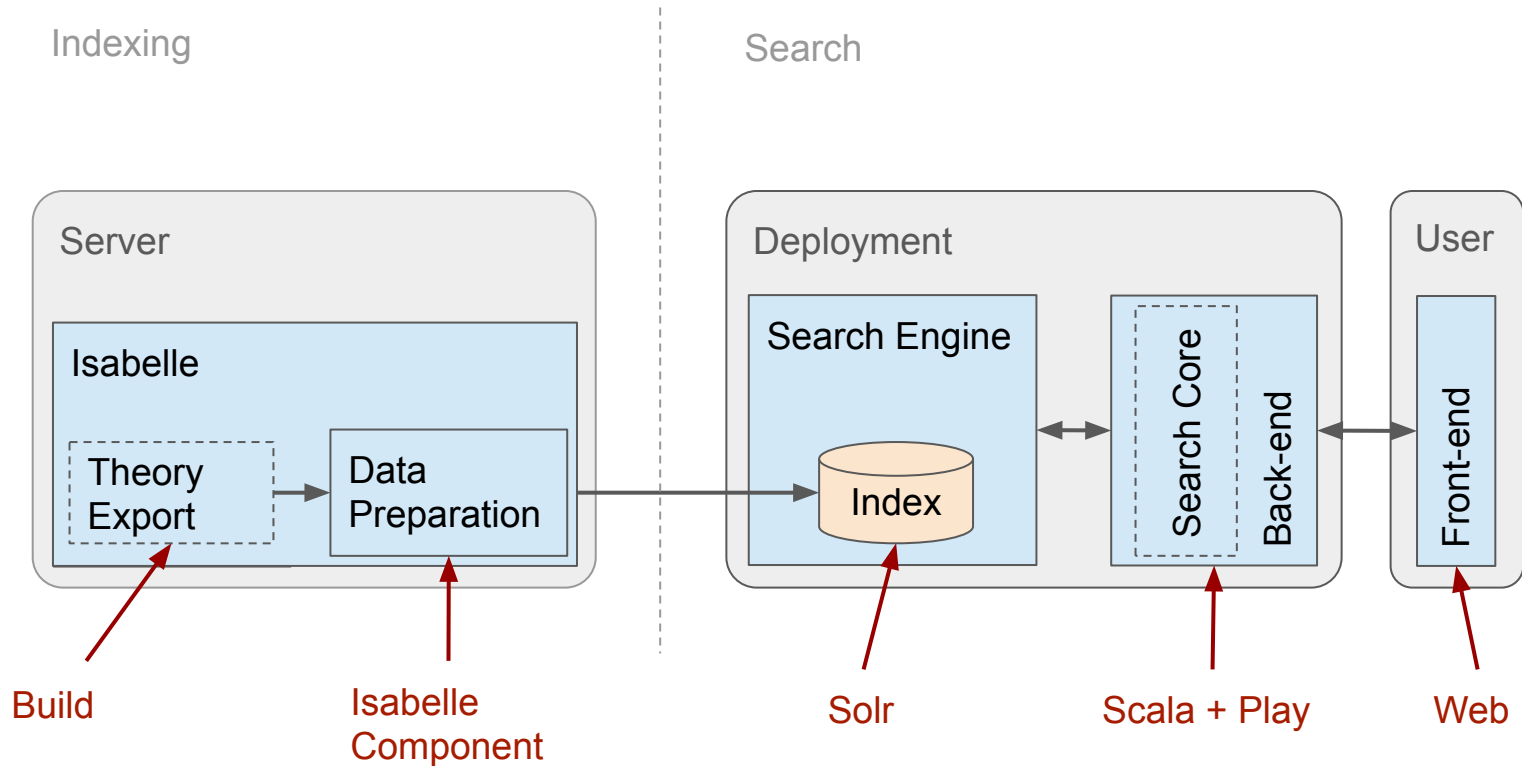 Indexing
Search
Server
Deployment
User
Isabelle
Search Engine
Theory
Export
Data
Preparation
Index
Search Core
Back-end
Front-end
Build
Isabelle
Component
Solr
Scala + Play
Web